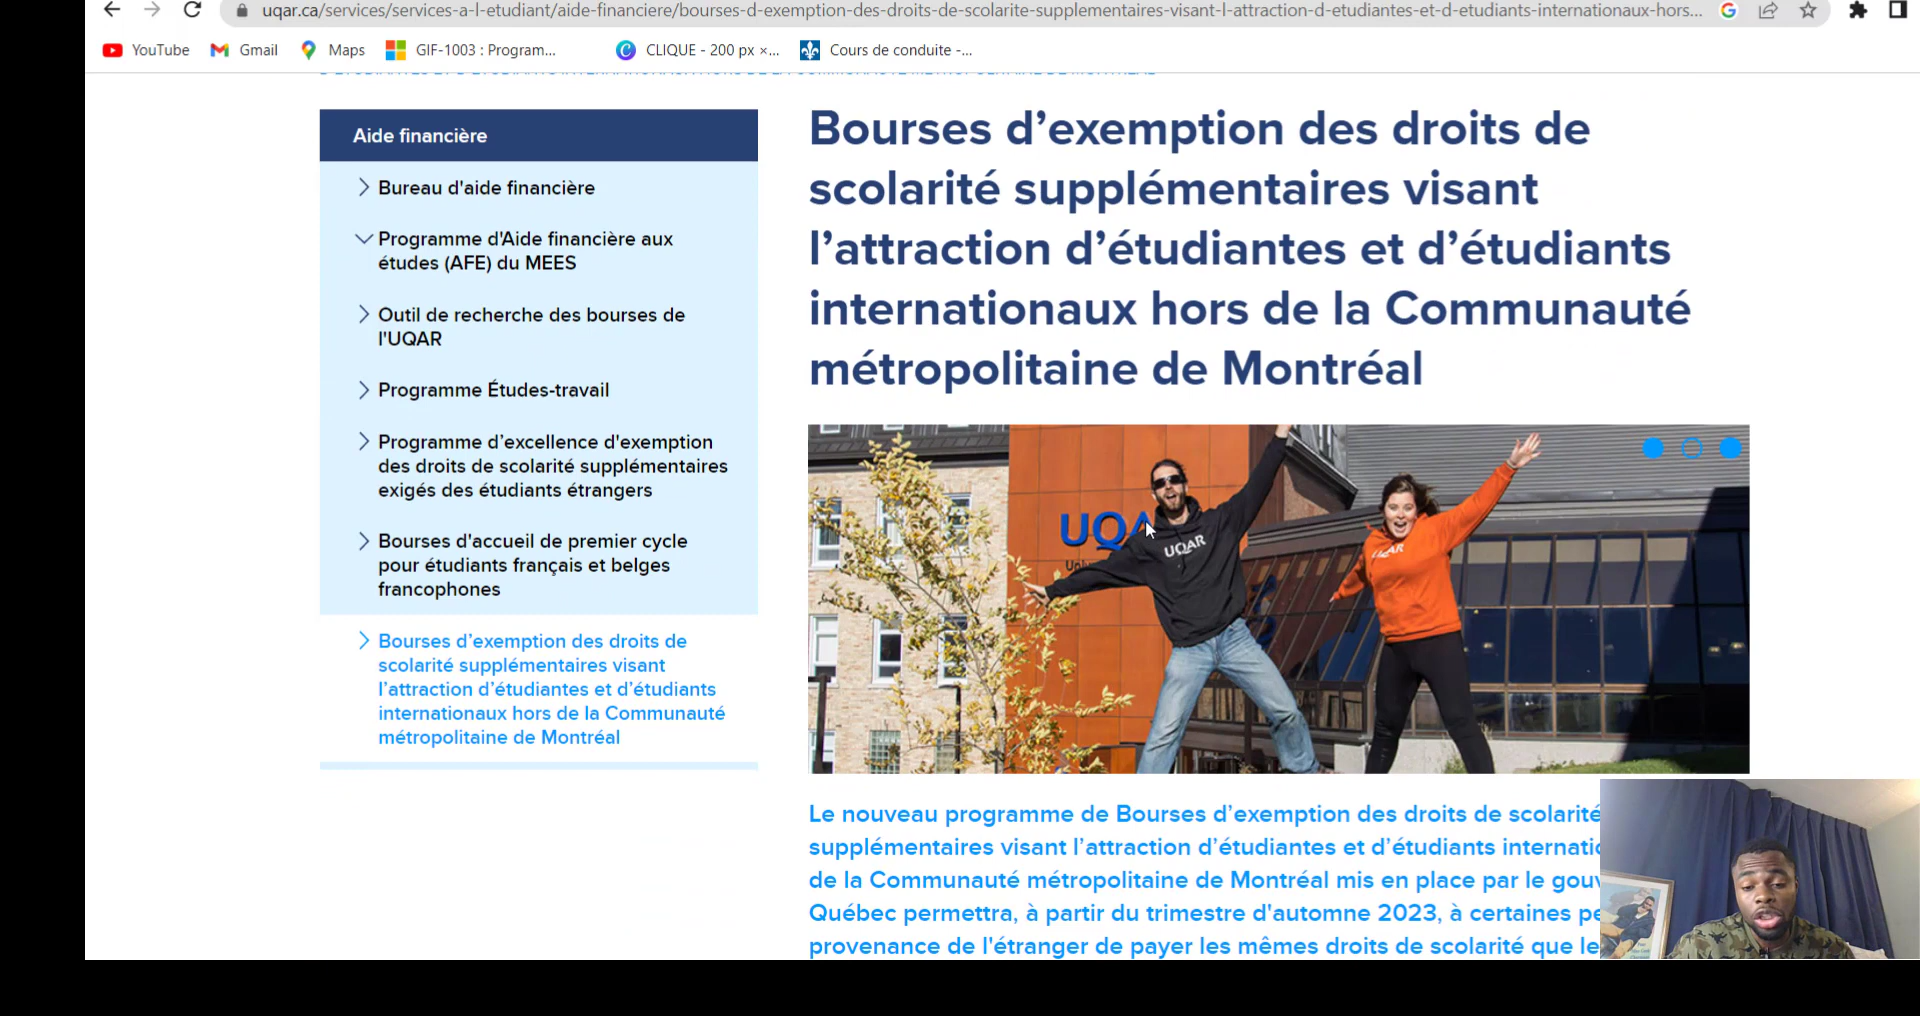 uqar.ca/services/services-a-l-etudiant/aide-financiere/bourses-d-exemption-des-droits-de-scolarite-supplementaires-visant-l-attraction-d-etudiantes-et-d-etudiants-internationaux-hors...
YouTube Gmail Maps GIF-1003 : Program... CLIQUE - 200 px ×... Cours de conduite -...
Aide financière
Bureau d'aide financière
Programme d'Aide financière aux
études (AFE) du MEES
Outil de recherche des bourses de
l'UQAR
Programme Études-travail
Programme d’excellence d'exemption
des droits de scolarité supplémentaires
exigés des étudiants étrangers
Bourses d'accueil de premier cycle
pour étudiants français et belges
francophones
Bourses d’exemption des droits de
scolarité supplémentaires visant
l’attraction d’étudiantes et d’étudiants
internationaux hors de la Communauté
métropolitaine de Montréal
Bourses d’exemption des droits de
scolarité supplémentaires visant
l’attraction d’étudiantes et d’étudiants
internationaux hors de la Communauté
métropolitaine de Montréal
UQAR
UQAR
Le nouveau programme de Bourses d’exemption des droits de scolarité
supplémentaires visant l’attraction d’étudiantes et d’étudiants internatio
de la Communauté métropolitaine de Montréal mis en place par le gouv
Québec permettra, à partir du trimestre d'automne 2023, à certaines pe
provenance de l'étranger de payer les mêmes droits de scolarité que le